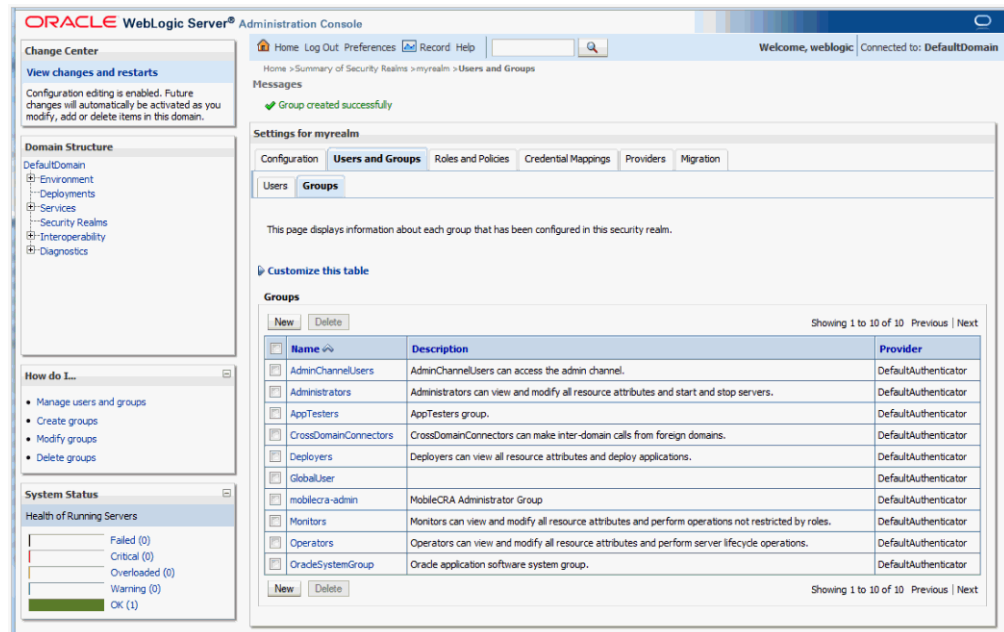 ORACLE WebLogic Server® Administration Console
Change Center
View changes and restarts
Configuration editing is enabled. Future
changes will automatically be activated as you
modify, add or delete items in this domain.
Domain Structure
DefaultDomain
Environment
Deployments
Services
Security Realms
Interoperability
Diagnostics
How do I...
Manage users and groups
Create groups
Modify groups
Delete groups
System Status
Health of Running Servers
Failed (0)
Critical (0)
Overloaded (0)
Warning (0)
OK (1)
Home Log Out Preferences Record Help
Welcome, weblogic Connected to: DefaultDomain
Home >Summary of Security Realms >myrealm >Users and Groups
Messages
Group created successfully
Settings for myrealm
Configuration Users and Groups Roles and Policies Credential Mappings Providers Migration
Users Groups
This page displays information about each group that has been configured in this security realm.
Customize this table
Groups
New Delete Showing 1 to 10 of 10 Previous | Next
Name Description Provider
AdminChannelUsers AdminChannelUsers can access the admin channel. DefaultAuthenticator
Administrators Administrators can view and modify all resource attributes and start and stop servers. DefaultAuthenticator
AppTesters AppTesters group. DefaultAuthenticator
CrossDomainConnectors CrossDomainConnectors can make inter-domain calls from foreign domains. DefaultAuthenticator
Deployers Deployers can view all resource attributes and deploy applications. DefaultAuthenticator
GlobalUser DefaultAuthenticator
mobilecra-admin MobileCRA Administrator Group DefaultAuthenticator
Monitors Monitors can view and modify all resource attributes and perform operations not restricted by roles. DefaultAuthenticator
Operators Operators can view and modify all resource attributes and perform server lifecycle operations. DefaultAuthenticator
OracleSystemGroup Oracle application software system group. DefaultAuthenticator
New Delete Showing 1 to 10 of 10 Previous | Next